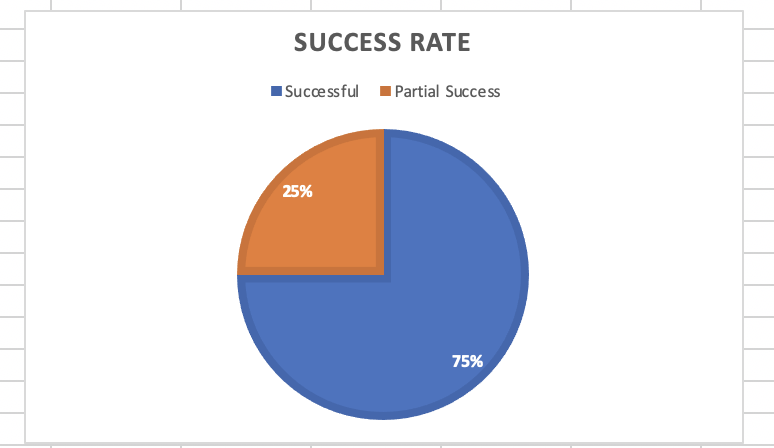 SUCCESS RATE
Successful Partial Success
25%
75%